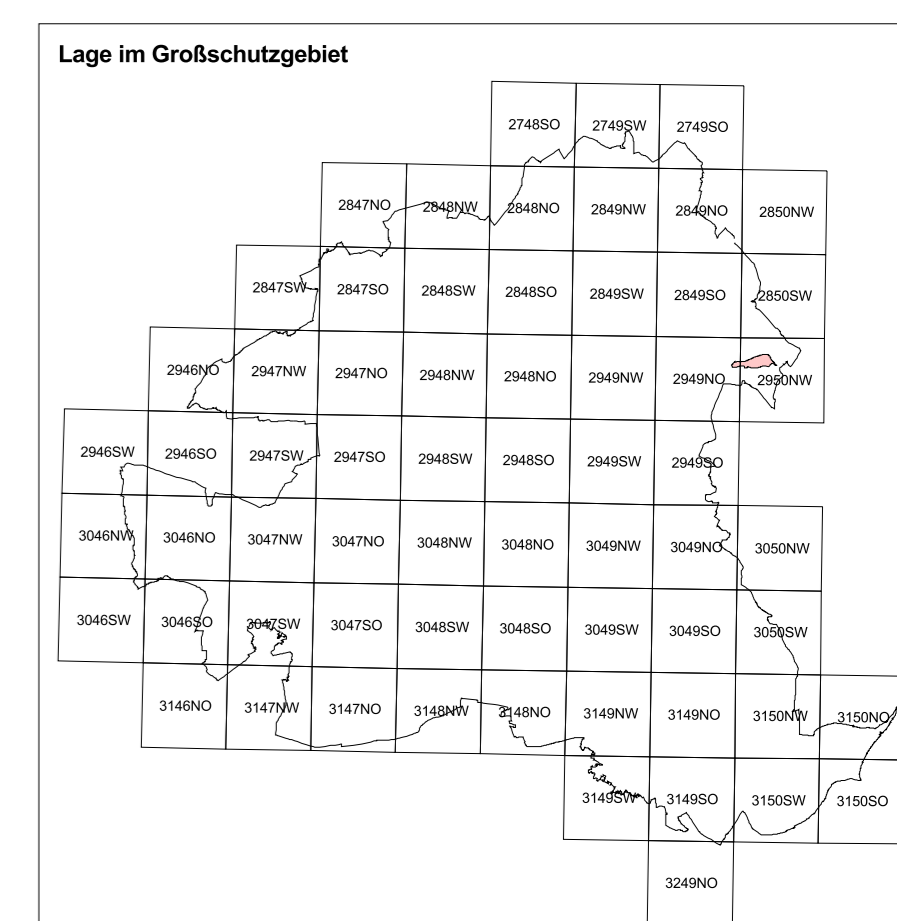 Lage im Großschutzgebiet
2748SO 2749SW 2749SO
2847NO 2848NW 2848NO 2849NW 2849NO 2850NW
2847SW 2847SO 2848SW 2848SO 2849SW 2849SO 2850SW
2946NO 2947NW 2947NO 2948NW 2948NO 2949NW 2949NO 2950NW
2946SW 2946SO 2947SW 2947SO 2948SW 2948SO 2949SW 2949SO
3046NW 3046NO 3047NW 3047NO 3048NW 3048NO 3049NW 3049NO 3050NW
3046SW 3046SO 3047SW 3047SO 3048SW 3048SO 3049SW 3049SO 3050SW
3146NO 3147NW 3147NO 3148NW 3148NO 3149NW 3149NO 3150NW 3150NO
3149SW 3149SO 3150SW 3150SO
3249NO